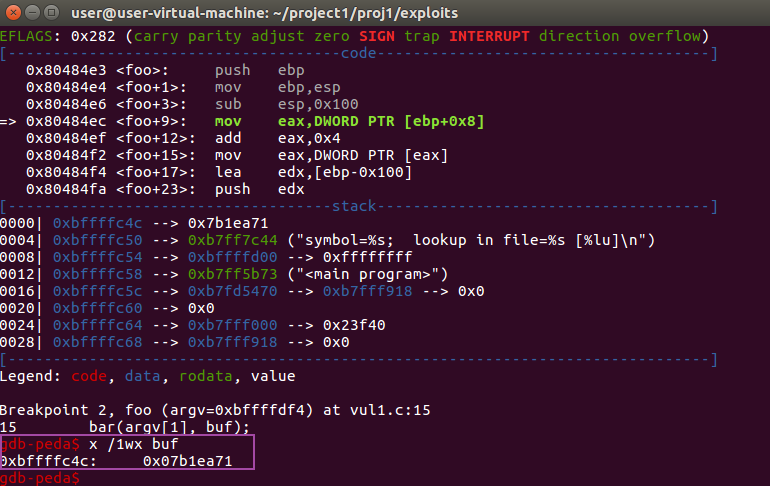 user@user-virtual-machine: ~/project1/proj1/exploits
EFLAGS: 0x282 (carry parity adjust zero SIGN trap INTERRUPT direction overflow)
[-------------------------------------code-------------------------------------]
   0x80484e3 <foo>:     push   ebp
   0x80484e4 <foo+1>:   mov    ebp,esp
   0x80484e6 <foo+3>:   sub    esp,0x100
=> 0x80484ec <foo+9>:   mov    eax,DWORD PTR [ebp+0x8]
   0x80484ef <foo+12>:  add    eax,0x4
   0x80484f2 <foo+15>:  mov    eax,DWORD PTR [eax]
   0x80484f4 <foo+17>:  lea    edx,[ebp-0x100]
   0x80484fa <foo+23>:  push   edx
[------------------------------------stack-------------------------------------]
0000| 0xbffffc4c --> 0x7b1ea71
0004| 0xbffffc50 --> 0xb7ff7c44 ("symbol=%s;  lookup in file=%s [%lu]\n")
0008| 0xbffffc54 --> 0xbffffd00 --> 0xffffffff
0012| 0xbffffc58 --> 0xb7ff5b73 ("<main program>")
0016| 0xbffffc5c --> 0xb7fd5470 --> 0xb7fff918 --> 0x0
0020| 0xbffffc60 --> 0x0
0024| 0xbffffc64 --> 0xb7fff000 --> 0x23f40
0028| 0xbffffc68 --> 0xb7fff918 --> 0x0
[------------------------------------------------------------------------------]
Legend: code, data, rodata, value

Breakpoint 2, foo (argv=0xbffffdf4) at vul1.c:15
15        bar(argv[1], buf);
gdb-peda$ x /1wx buf
0xbffffc4c:     0x07b1ea71
gdb-peda$